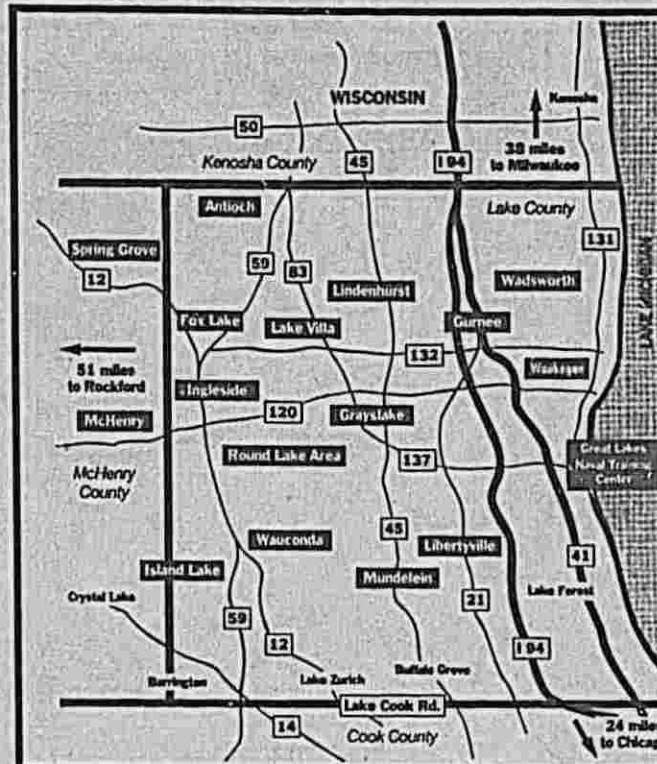 WISCONSIN
Kenosha
50
38 miles
to Milwaukee
Kenosha County
45
I 94
Antioch
Lake County
131
Spring Grove
59
83
Wadsworth
12
Lindenhurst
LAKE MICHIGAN
Fox Lake
Lake Villa
Gurnee
132
51 miles
to Rockford
Waukegan
Ingleside
120
McHenry
Grayslake
McHenry
County
Round Lake Area
137
Great Lakes
Naval Training
Center
45
Wauconda
Libertyville
41
Island Lake
Mundelein
Crystal Lake
59
21
Lake Forest
12
I 94
Barrington
Lake Zurich
Buffalo Grove
Lake Cook Rd.
14
Cook County
24 miles
to Chicag